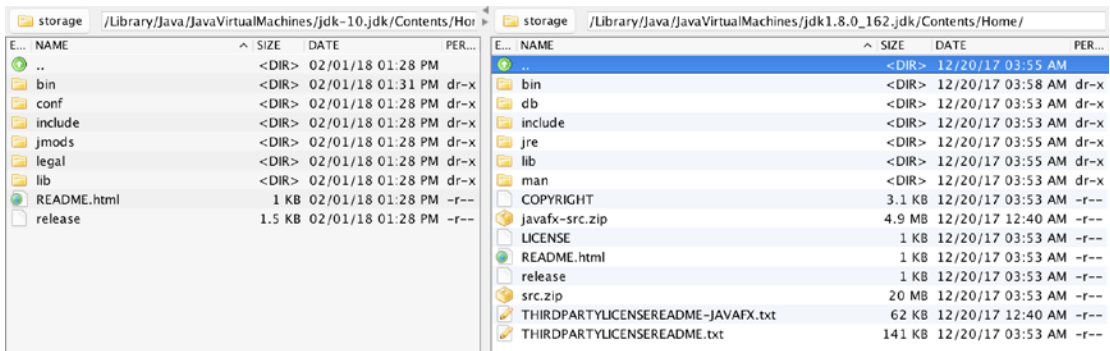 storage /Library/Java/JavaVirtualMachines/jdk-10.jdk/Contents/Hor
E... NAME SIZE DATE PER...
.. <DIR> 02/01/18 01:28 PM
bin <DIR> 02/01/18 01:31 PM dr-x
conf <DIR> 02/01/18 01:28 PM dr-x
include <DIR> 02/01/18 01:28 PM dr-x
jmods <DIR> 02/01/18 01:28 PM dr-x
legal <DIR> 02/01/18 01:28 PM dr-x
lib <DIR> 02/01/18 01:28 PM dr-x
README.html 1 KB 02/01/18 01:28 PM -r--
release 1.5 KB 02/01/18 01:28 PM -r--
storage /Library/Java/JavaVirtualMachines/jdk1.8.0_162.jdk/Contents/Home/
E... NAME SIZE DATE PER...
.. <DIR> 12/20/17 03:55 AM
bin <DIR> 12/20/17 03:58 AM dr-x
db <DIR> 12/20/17 03:53 AM dr-x
include <DIR> 12/20/17 03:53 AM dr-x
jre <DIR> 12/20/17 03:55 AM dr-x
lib <DIR> 12/20/17 03:55 AM dr-x
man <DIR> 12/20/17 03:53 AM dr-x
COPYRIGHT 3.1 KB 12/20/17 03:53 AM -r--
javafx-src.zip 4.9 MB 12/20/17 12:40 AM -r--
LICENSE 1 KB 12/20/17 03:53 AM -r--
README.html 1 KB 12/20/17 03:53 AM -r--
release 1 KB 12/20/17 03:53 AM -r--
src.zip 20 MB 12/20/17 03:53 AM -r--
THIRDPARTYLICENSEREADME-JAVAFX.txt 62 KB 12/20/17 12:40 AM -r--
THIRDPARTYLICENSEREADME.txt 141 KB 12/20/17 03:53 AM -r--